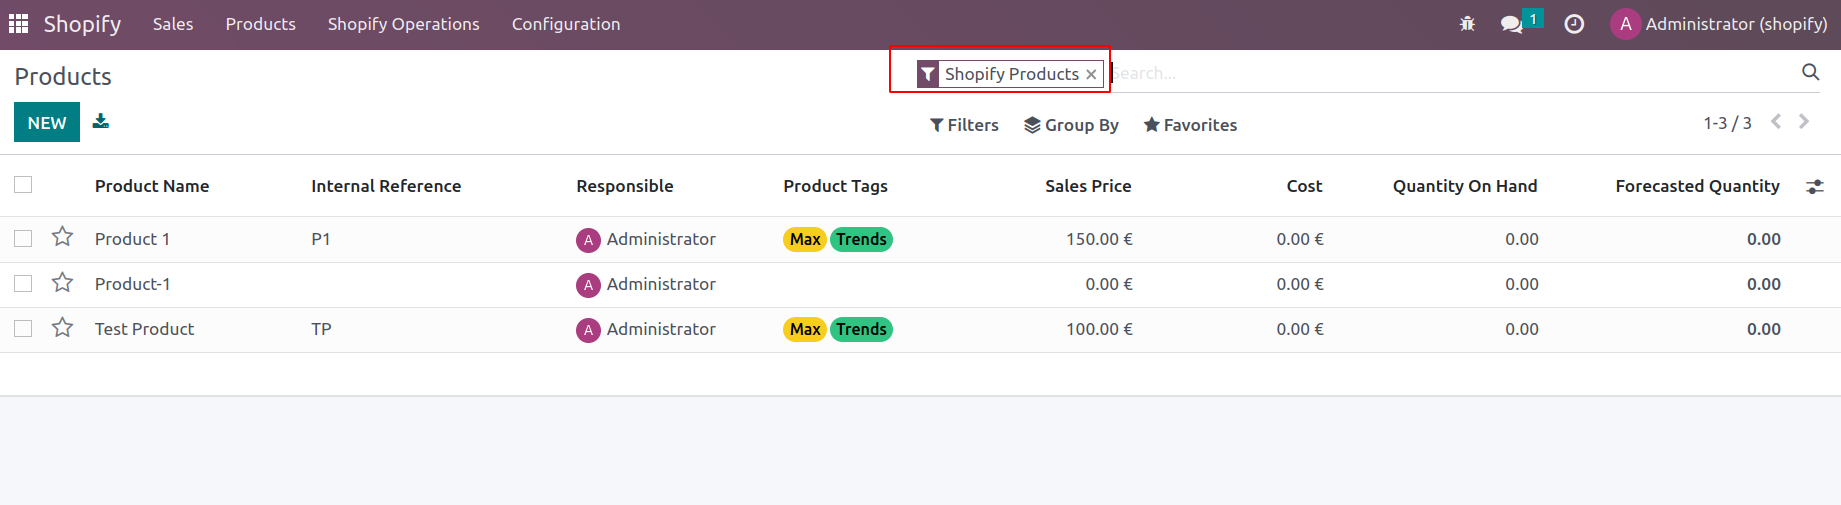 Shopify Sales Products Shopify Operations Configuration 1 A Administrator (shopify)
Products Shopify Products × Search...
NEW Filters Group By Favorites 1-3 / 3
Product Name Internal Reference Responsible Product Tags Sales Price Cost Quantity On Hand Forecasted Quantity
Product 1 P1 A Administrator Max Trends 150.00 € 0.00 € 0.00 0.00
Product-1 A Administrator 0.00 € 0.00 € 0.00 0.00
Test Product TP A Administrator Max Trends 100.00 € 0.00 € 0.00 0.00